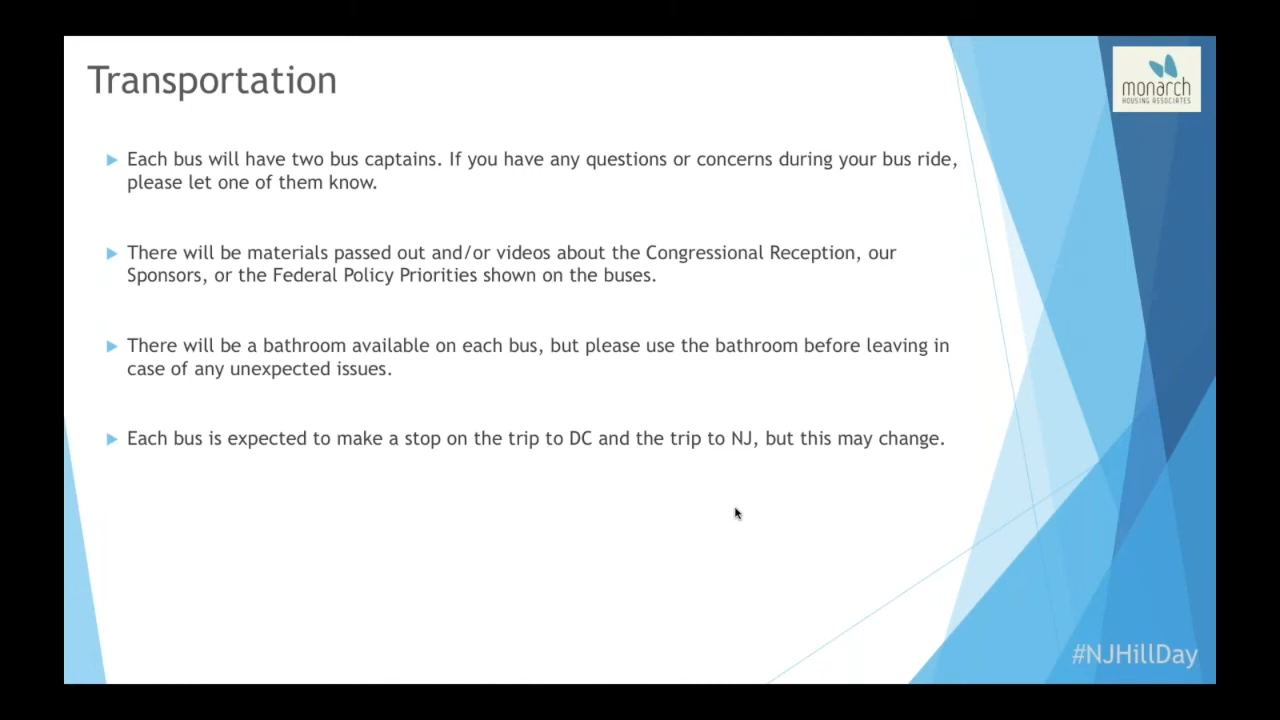 Transportation
monarch
HOUSING ASSOCIATES
Each bus will have two bus captains. If you have any questions or concerns during your bus ride,
please let one of them know.
There will be materials passed out and/or videos about the Congressional Reception, our
Sponsors, or the Federal Policy Priorities shown on the buses.
There will be a bathroom available on each bus, but please use the bathroom before leaving in
case of any unexpected issues.
Each bus is expected to make a stop on the trip to DC and the trip to NJ, but this may change.
#NJHillDay